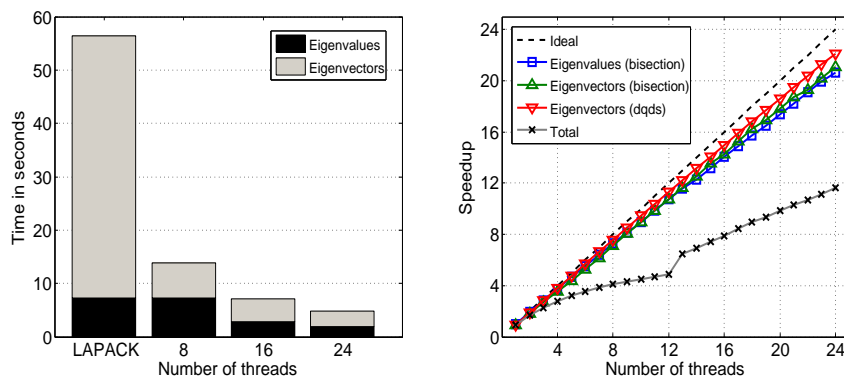 60
50
40
30
20
10
0
Time in seconds
Eigenvalues
Eigenvectors
LAPACK 8 16 24
Number of threads
24
20
16
12
8
4
0
Speedup
Ideal
Eigenvalues (bisection)
Eigenvectors (bisection)
Eigenvectors (dqds)
Total
4 8 12 16 20 24
Number of threads